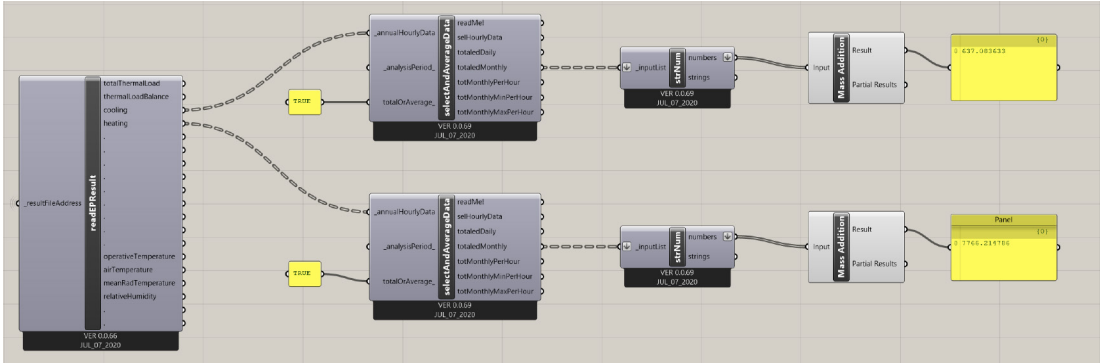 _resultFileAddress
readEPResult
totalThermalLoad
thermalLoadBalance
cooling
heating
.
.
.
.
.
.
.
.
.
operativeTemperature
airTemperature
meanRadTemperature
relativeHumidity
.
.
VER 0.0.66
JUL_07_2020
TRUE
_annualHourlyData
_analysisPeriod_
totalOrAverage_
selectAndAverageData
readMe!
selHourlyData
totaledDaily
totaledMonthly
totMonthlyPerHour
totMonthlyMinPerHour
totMonthlyMaxPerHour
VER 0.0.69
JUL_07_2020
_inputList
strNum
numbers
strings
VER 0.0.69
JUL_07_2020
Input
Mass Addition
Result
Partial Results
{0}
0 637.083633
TRUE
_annualHourlyData
_analysisPeriod_
totalOrAverage_
selectAndAverageData
readMe!
selHourlyData
totaledDaily
totaledMonthly
totMonthlyPerHour
totMonthlyMinPerHour
totMonthlyMaxPerHour
VER 0.0.69
JUL_07_2020
_inputList
strNum
numbers
strings
VER 0.0.69
JUL_07_2020
Input
Mass Addition
Result
Partial Results
Panel
{0}
0 7766.214786